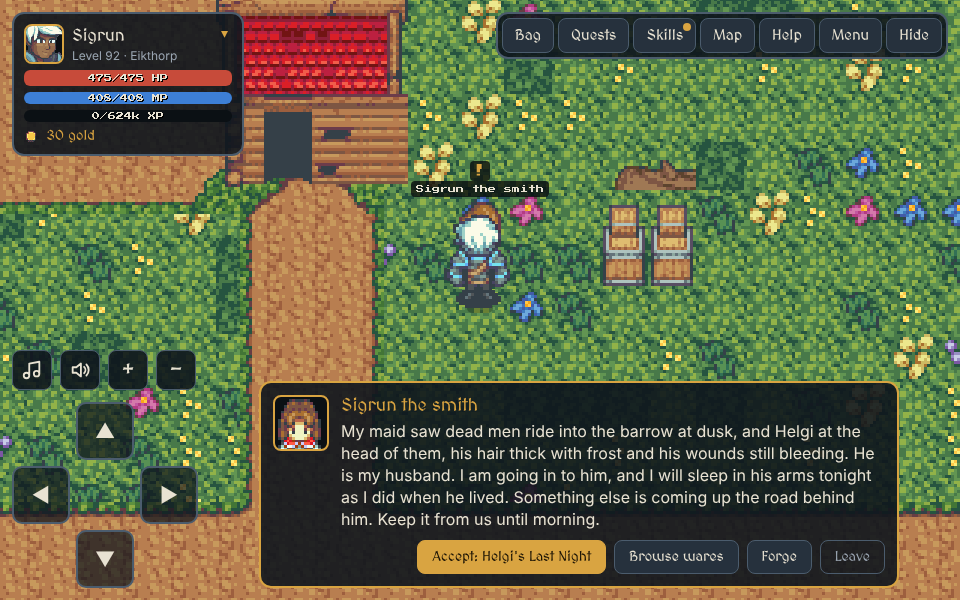 Sigrun
Level 92 · Eikthorp
475/475 HP
408/408 MP
0/624k XP
30 gold
Bag
Quests
Skills
Map
Help
Menu
Hide
!
Sigrun the smith
Sigrun the smith
My maid saw dead men ride into the barrow at dusk, and Helgi at the
head of them, his hair thick with frost and his wounds still bleeding. He
is my husband. I am going in to him, and I will sleep in his arms tonight
as I did when he lived. Something else is coming up the road behind
him. Keep it from us until morning.
Accept: Helgi's Last Night
Browse wares
Forge
Leave